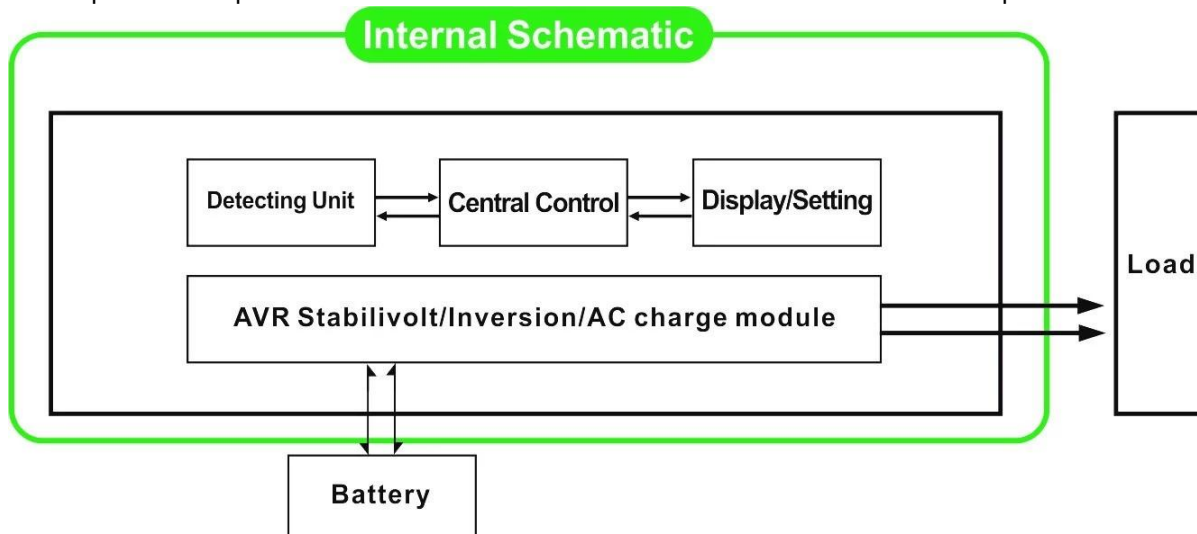 Internal Schematic
Detecting Unit
Central Control
Display/Setting
Load
AVR Stabilivolt/Inversion/AC charge module
Battery